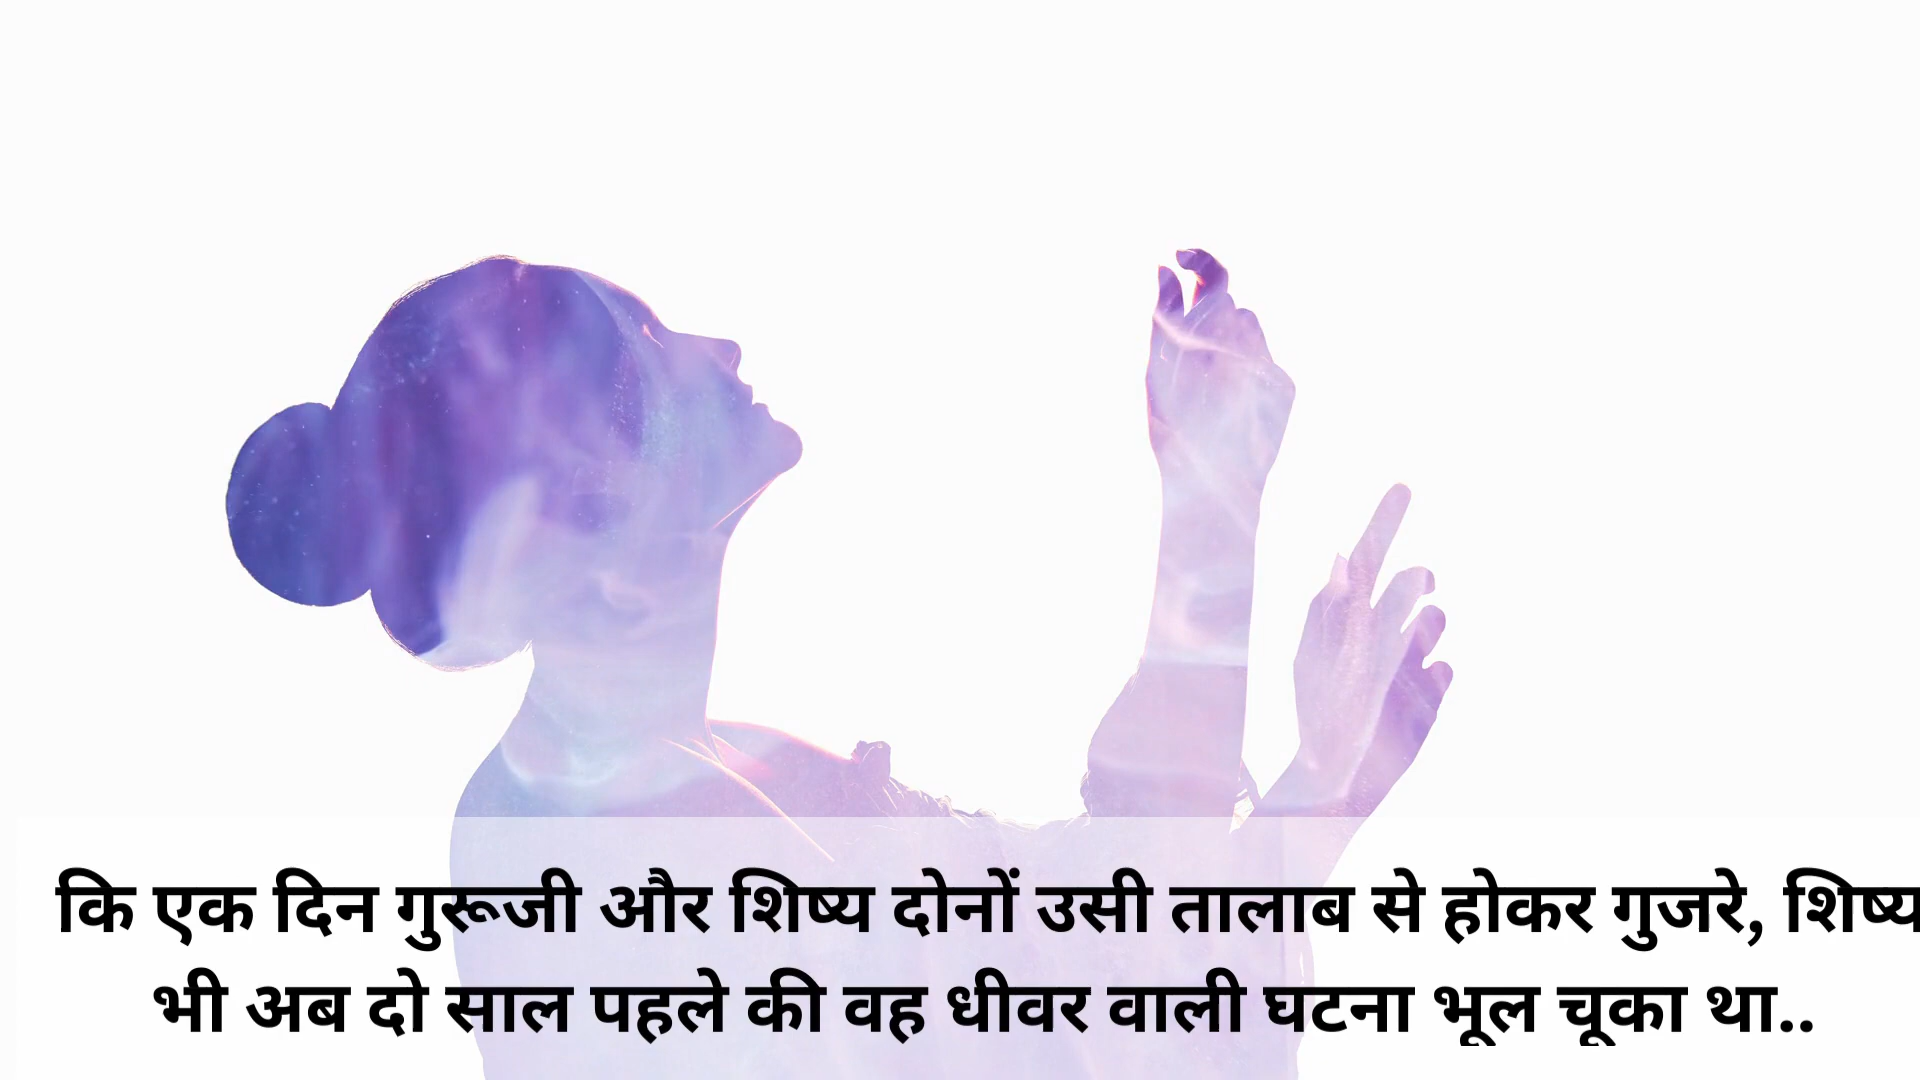 कि एक दिन गुरूजी और शिष्य दोनों उसी तालाब से होकर गुजरे, शिष्य
भी अब दो साल पहले की वह धीवर वाली घटना भूल चूका था..